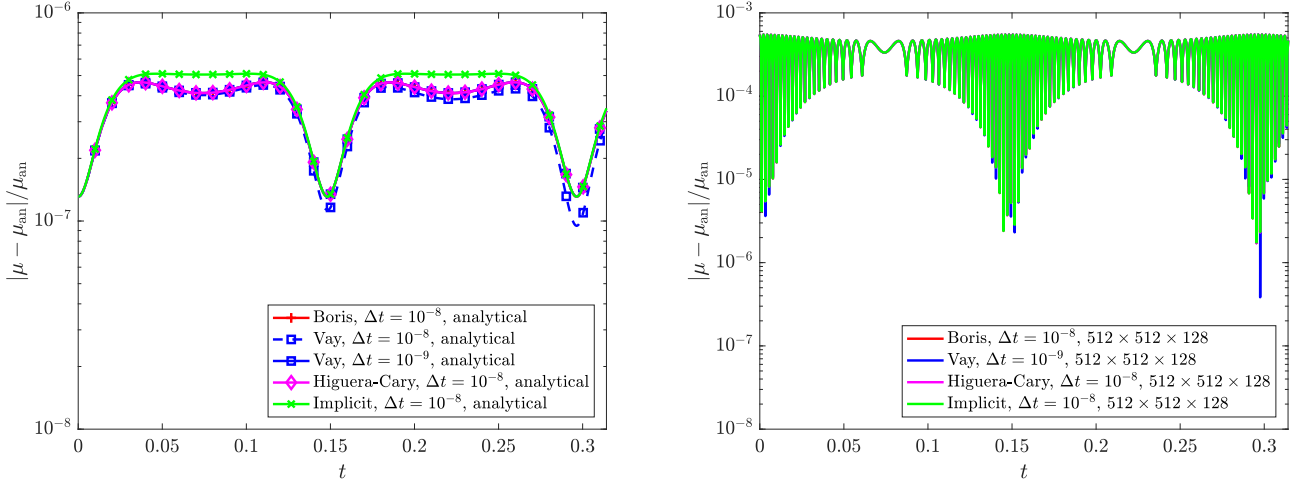 10^{-6}
10^{-7}
10^{-8}
|μ − μ_an|/μ_an
0 0.05 0.1 0.15 0.2 0.25 0.3
t
Boris, Δt = 10^{-8}, analytical
Vay, Δt = 10^{-8}, analytical
Vay, Δt = 10^{-9}, analytical
Higuera-Cary, Δt = 10^{-8}, analytical
Implicit, Δt = 10^{-8}, analytical
10^{-3}
10^{-4}
10^{-5}
10^{-6}
10^{-7}
10^{-8}
|μ − μ_an|/μ_an
0 0.05 0.1 0.15 0.2 0.25 0.3
t
Boris, Δt = 10^{-8}, 512 × 512 × 128
Vay, Δt = 10^{-9}, 512 × 512 × 128
Higuera-Cary, Δt = 10^{-8}, 512 × 512 × 128
Implicit, Δt = 10^{-8}, 512 × 512 × 128